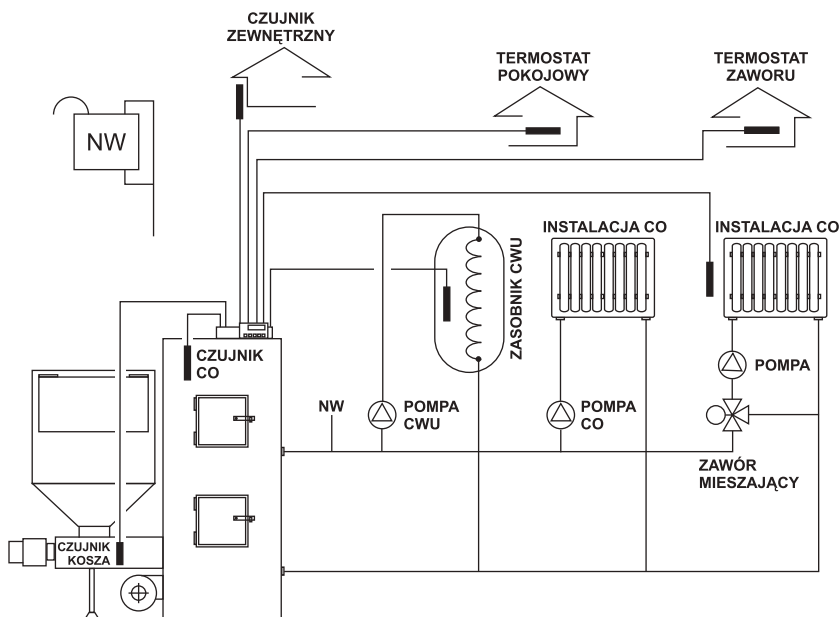 CZUJNIK
ZEWNĘTRZNY
TERMOSTAT
POKOJOWY
TERMOSTAT
ZAWORU
NW
INSTALACJA CO
INSTALACJA CO
ZASOBNIK CWU
CZUJNIK
CO
POMPA
NW
POMPA
CWU
POMPA
CO
ZAWÓR
MIESZAJĄCY
CZUJNIK
KOSZA